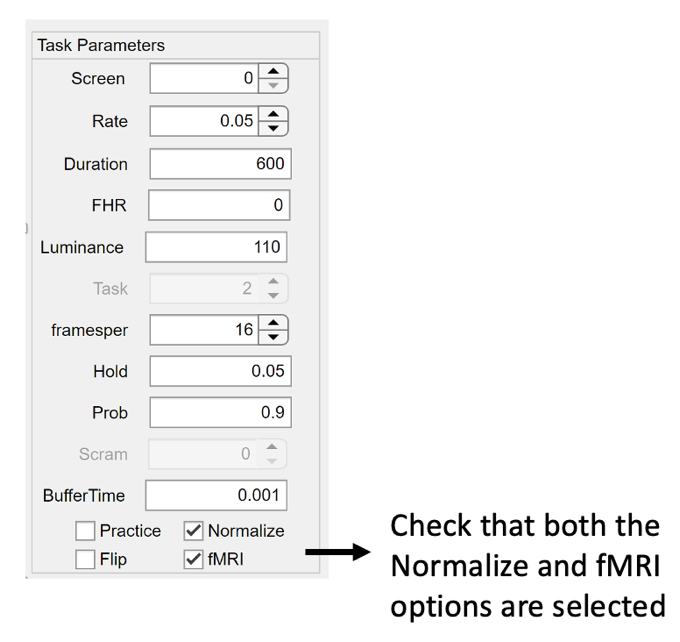 Task Parameters
Screen 0
Rate 0.05
Duration 600
FHR 0
Luminance 110
Task 2
framesper 16
Hold 0.05
Prob 0.9
Scram 0
BufferTime 0.001
Practice Normalize
Flip fMRI
Check that both the
Normalize and fMRI
options are selected